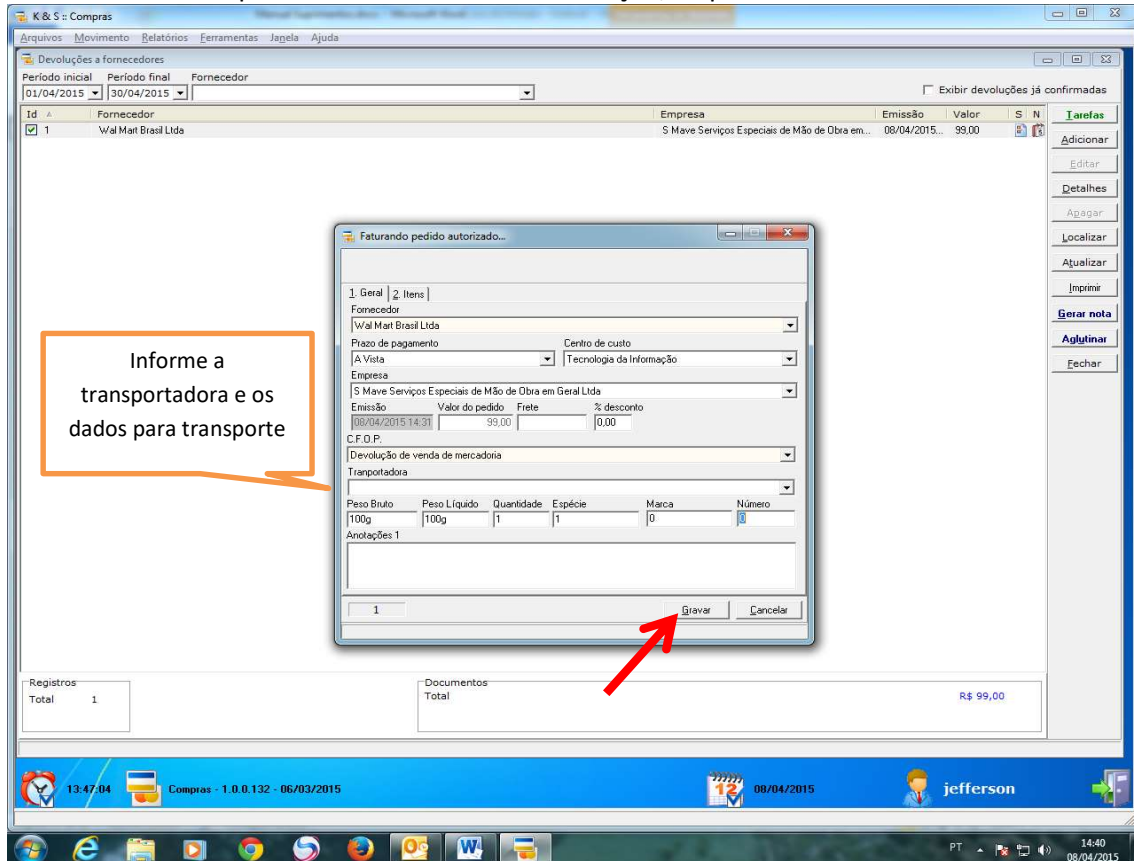 K & S :: Compras
Arquivos Movimento Relatórios Ferramentas Janela Ajuda
Devoluções a fornecedores
Período inicial Período final Fornecedor
01/04/2015 30/04/2015
Exibir devoluções já confirmadas
Id Fornecedor Empresa Emissão Valor S N
1 Wal Mart Brasil Ltda S Mave Serviços Especiais de Mão de Obra em... 08/04/2015... 99,00
Tarefas
Adicionar
Editar
Detalhes
Apagar
Localizar
Atualizar
Imprimir
Gerar nota
Aglutinar
Fechar
Informe a
transportadora e os
dados para transporte
Faturando pedido autorizado...
1. Geral 2. Itens
Fornecedor
Wal Mart Brasil Ltda
Prazo de pagamento Centro de custo
A Vista Tecnologia da Informação
Empresa
S Mave Serviços Especiais de Mão de Obra em Geral Ltda
Emissão Valor do pedido Frete % desconto
08/04/2015 14:31 99,00 0,00
C.F.O.P.
Devolução de venda de mercadoria
Tranportadora
Peso Bruto Peso Líquido Quantidade Espécie Marca Número
100g 100g 1 1 0 0
Anotações 1
1 Gravar Cancelar
Registros
Total 1
Documentos
Total R$ 99,00
13:47:04 Compras - 1.0.0.132 - 06/03/2015 12 08/04/2015 jefferson
PT 14:40
08/04/2015